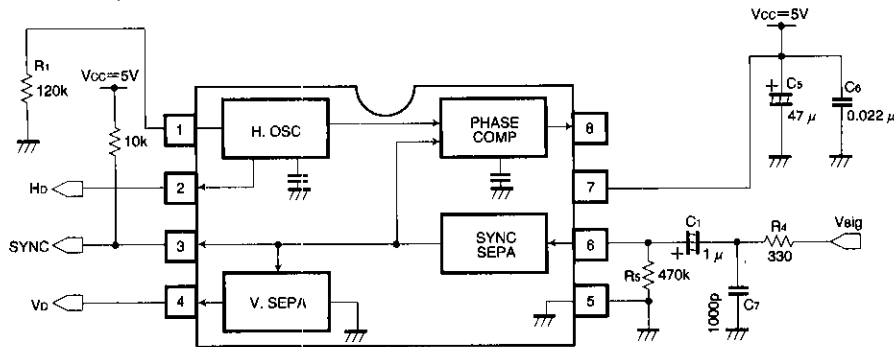 VCC=5V
R1
120k
VCC=5V
10k
1
H. OSC
PHASE
COMP
8
C5
47 μ
C6
0.022 μ
HD
2
7
SYNC
3
SYNC
SEPA
6
C1
1 μ
R4
330
Vsig
R5
470k
VD
4
V. SEPA
5
C7
1000p